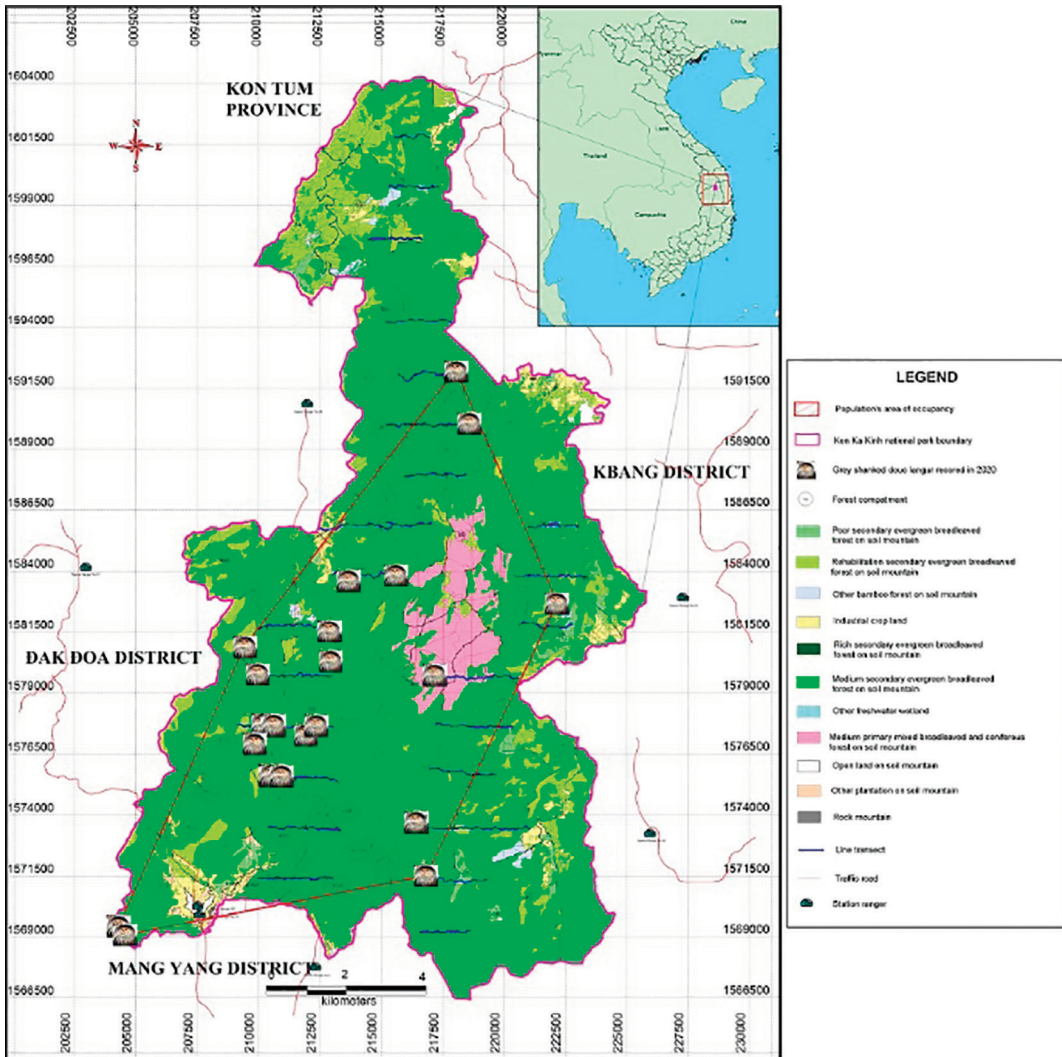 202500
205000
207500
210000
212500
215000
217500
220000
China
Laos
Thailand
Campuchia
1604000
1601500
1599000
1596500
1594000
1591500
1589000
1586500
1584000
1581500
1579000
1576500
1574000
1571500
1569000
1566500
KON TUM
PROVINCE
N
W
E
S
KBANG DISTRICT
ĐAK ĐOA DISTRICT
MANG YANG DISTRICT
0 2 4
kilometers
1591500
1589000
1586500
1584000
1581500
1579000
1576500
1574000
1571500
1569000
1566500
202500
205000
207500
210000
212500
215000
217500
220000
222500
225000
227500
230000
LEGEND
Population's area of occupancy
Kon Ka Kinh national park boundary
Grey shanked douc langur recored in 2020
Forest compatment
Poor secondary evergreen broadleaved
forest on soil mountain
Rehabilitation secondary evergreen broadleaved
forest on soil mountain
Other bamboo forest on soil mountain
Industrial crop land
Rich secondary evergreen broadleaved
forest on soil mountain
Medium secondary evergreen broadleaved
forest on soil mountain
Other freshwater wetland
Medium primary mixed broadleaved and coniferous
forest on soil mountain
Open land on soil mountain
Other plantation on soil mountain
Rock mountain
Line transect
Traffic road
Station ranger